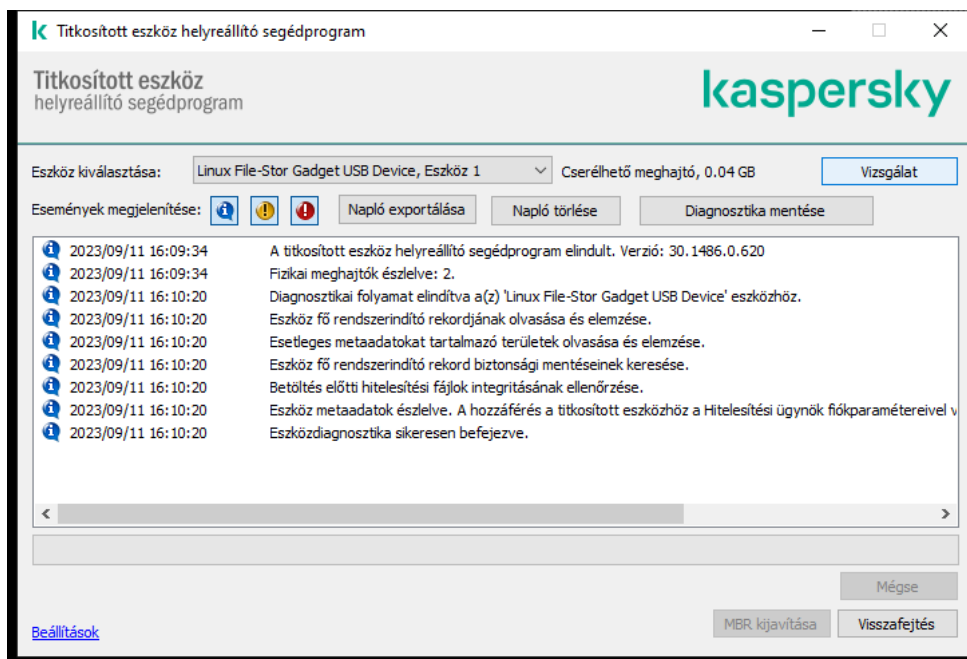 Titkosított eszköz helyreállító segédprogram
Titkosított eszköz
helyreállító segédprogram
kaspersky
Eszköz kiválasztása: Linux File-Stor Gadget USB Device, Eszköz 1 Cserélhető meghajtó, 0.04 GB Vizsgálat
Események megjelenítése: Napló exportálása Napló törlése Diagnosztika mentése
2023/09/11 16:09:34 A titkosított eszköz helyreállító segédprogram elindult. Verzió: 30.1486.0.620
2023/09/11 16:09:34 Fizikai meghajtók észlelve: 2.
2023/09/11 16:10:20 Diagnosztikai folyamat elindítva a(z) 'Linux File-Stor Gadget USB Device' eszközhöz.
2023/09/11 16:10:20 Eszköz fő rendszerindító rekordjának olvasása és elemzése.
2023/09/11 16:10:20 Esetleges metaadatokat tartalmazó területek olvasása és elemzése.
2023/09/11 16:10:20 Eszköz fő rendszerindító rekord biztonsági mentéseinek keresése.
2023/09/11 16:10:20 Betöltés előtti hitelesítési fájlok integritásának ellenőrzése.
2023/09/11 16:10:20 Eszköz metaadatok észlelve. A hozzáférés a titkosított eszközhöz a Hitelesítési ügynök fiókparamétereivel v
2023/09/11 16:10:20 Eszközdiagnosztika sikeresen befejezve.
Mégse
Beállítások MBR kijavítása Visszafejtés